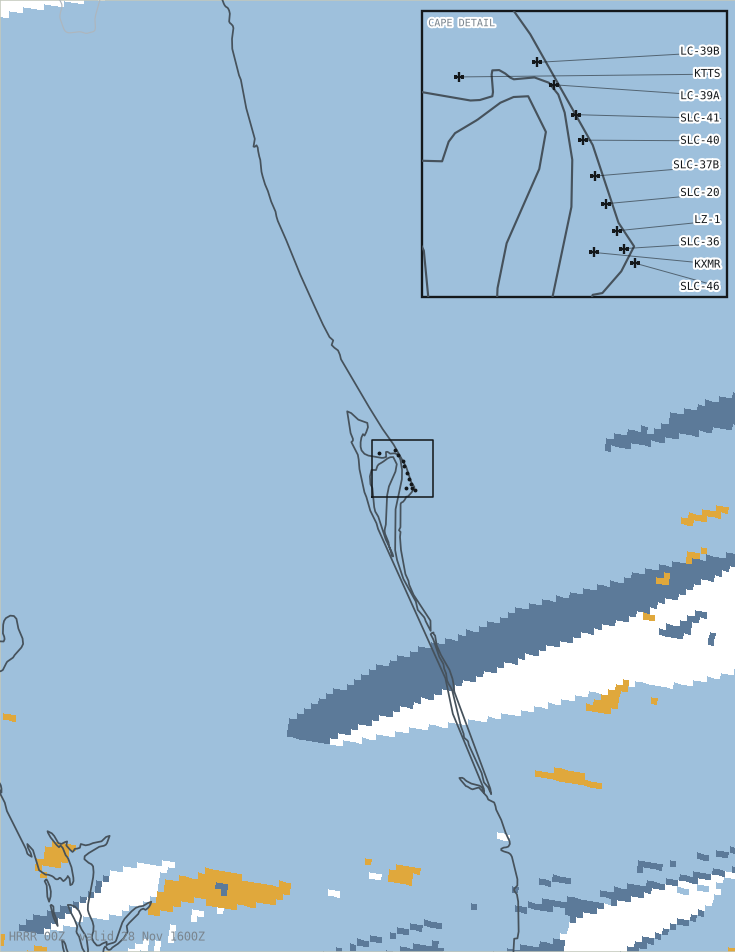 CAPE DETAIL
LC-39B
KTTS
LC-39A
SLC-41
SLC-40
SLC-37B
SLC-20
LZ-1
SLC-36
KXMR
SLC-46
HRRR 00Z valid 28 Nov 1600Z